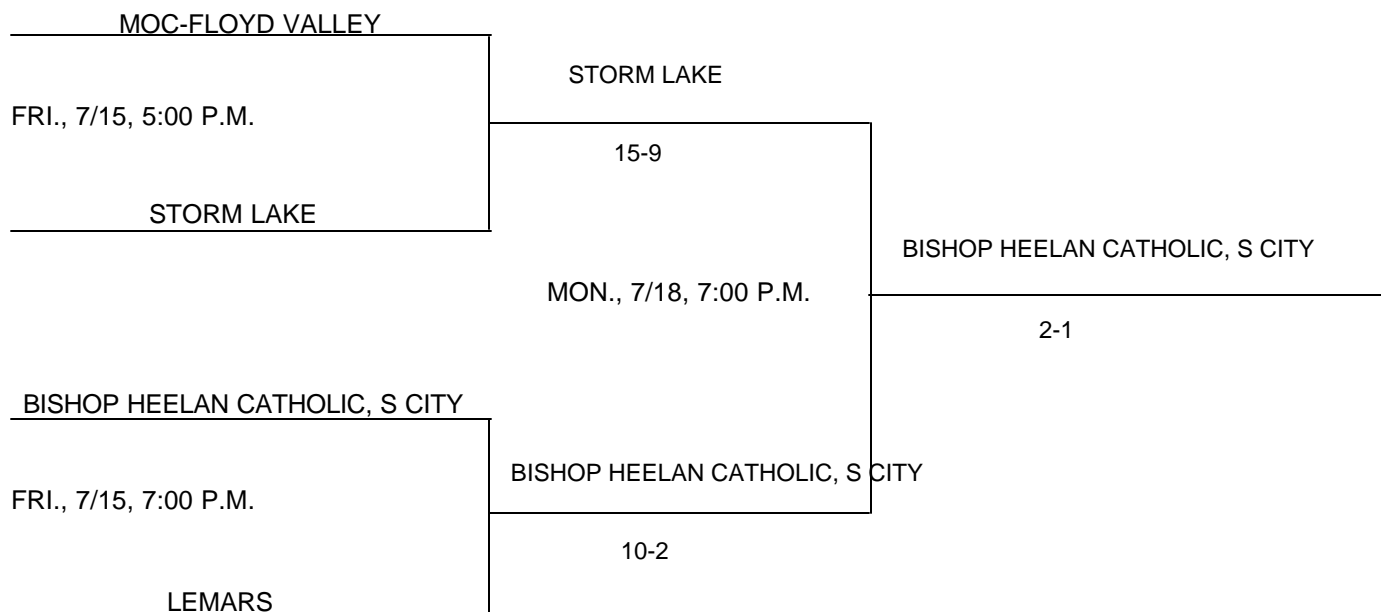 MOC-FLOYD VALLEY
STORM LAKE
FRI., 7/15, 5:00 P.M.
15-9
STORM LAKE
BISHOP HEELAN CATHOLIC, S CITY
MON., 7/18, 7:00 P.M.
2-1
BISHOP HEELAN CATHOLIC, S CITY
BISHOP HEELAN CATHOLIC, S CITY
FRI., 7/15, 7:00 P.M.
10-2
LEMARS